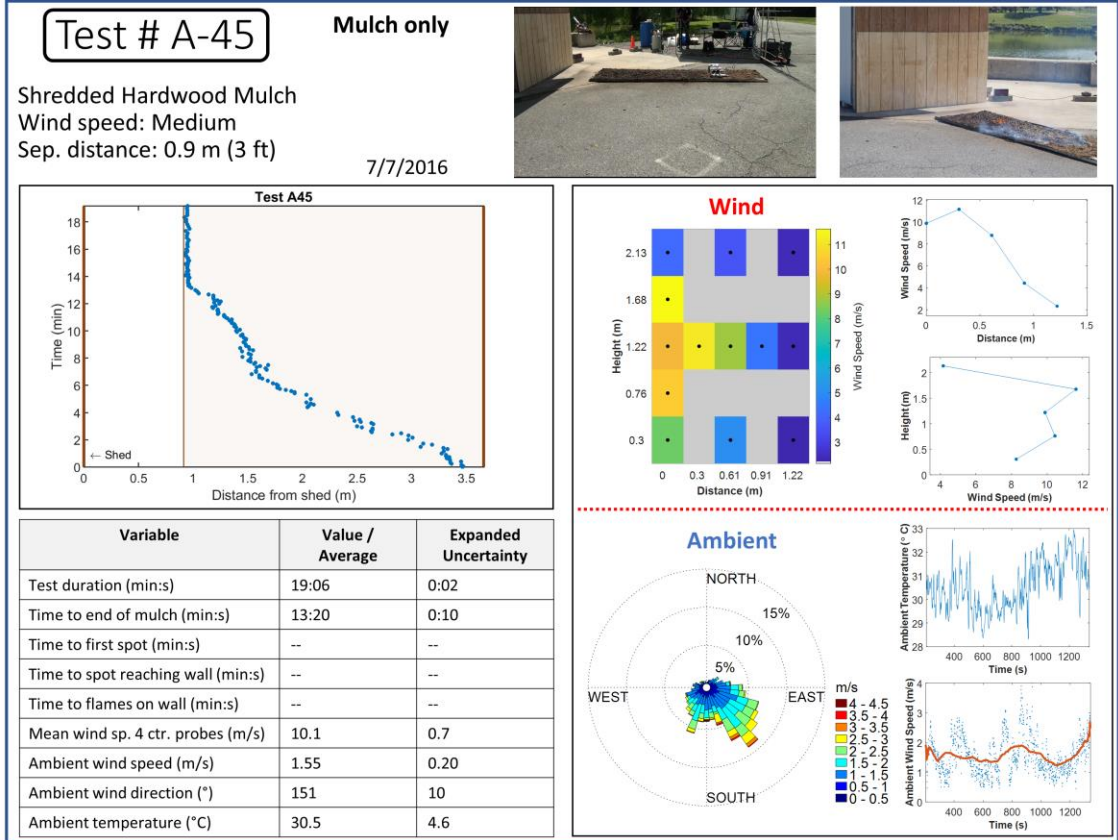 Test # A-45
Mulch only
Shredded Hardwood Mulch
Wind speed: Medium
Sep. distance: 0.9 m (3 ft)
7/7/2016
Test A45
Time (min)
18
16
14
12
10
8
6
4
2
0
← Shed
0 0.5 1 1.5 2 2.5 3 3.5
Distance from shed (m)
Variable Value / Average Expanded Uncertainty
Test duration (min:s) 19:06 0:02
Time to end of mulch (min:s) 13:20 0:10
Time to first spot (min:s) -- --
Time to spot reaching wall (min:s) -- --
Time to flames on wall (min:s) -- --
Mean wind sp. 4 ctr. probes (m/s) 10.1 0.7
Ambient wind speed (m/s) 1.55 0.20
Ambient wind direction (°) 151 10
Ambient temperature (°C) 30.5 4.6
Wind
Height (m)
2.13
1.68
1.22
0.76
0.3
0 0.3 0.61 0.91 1.22
Distance (m)
11
10
9
8
7
6
5
4
3
Wind Speed (m/s)
Wind Speed (m/s)
12
10
8
6
4
2
0 0.5 1 1.5
Distance (m)
Height (m)
2
1.5
1
0.5
0
4 6 8 10 12
Wind Speed (m/s)
Ambient
NORTH
15%
10%
5%
WEST
EAST
SOUTH
m/s
4 - 4.5
3.5 - 4
3 - 3.5
2.5 - 3
2 - 2.5
1.5 - 2
1 - 1.5
0.5 - 1
0 - 0.5
Ambient Temperature (° C)
33
32
31
30
29
28
400 600 800 1000 1200
Time (s)
Ambient Wind Speed (m/s)
4
3
2
1
0
400 600 800 1000 1200
Time (s)